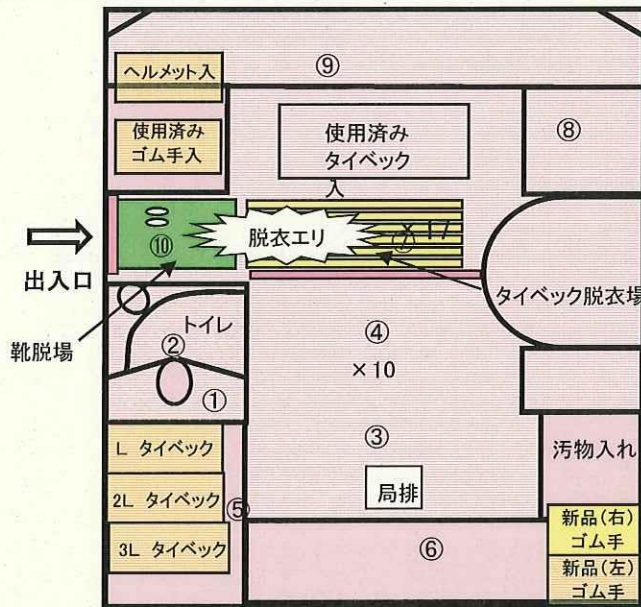 ⑨
ヘルメット入
使用済み
ゴム手入
使用済み
タイベック
入
⑧
⑩
脱衣エリ
⑦
×17
出入口
タイベック脱衣場
靴脱場
トイレ
②
①
④
×10
③
局排
L タイベック
2L タイベック
3L タイベック
⑤
⑥
汚物入れ
新品(右)
ゴム手
新品(左)
ゴム手